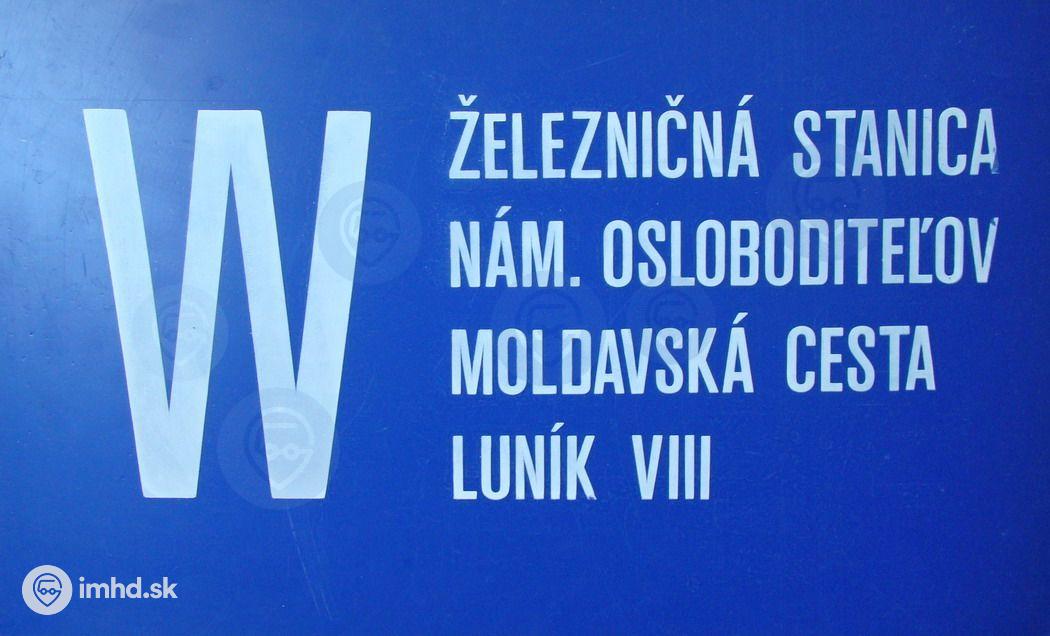 W
ŽELEZNIČNÁ STANICA
NÁM. OSLOBODITEĽOV
MOLDAVSKÁ CESTA
LUNÍK VIII
imhd.sk